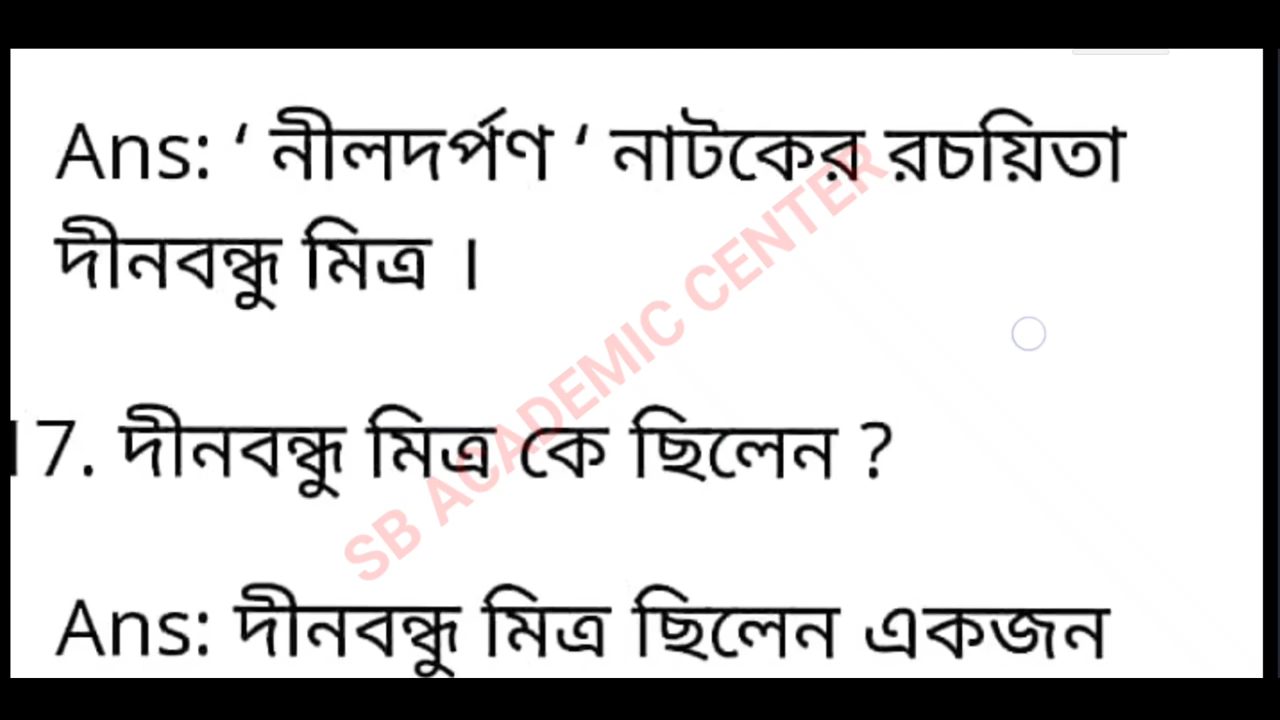 Ans: ‘ নীলদর্পণ ‘ নাটকের রচয়িতা
দীনবন্ধু মিত্র ।
17. দীনবন্ধু মিত্র কে ছিলেন ?
Ans: দীনবন্ধু মিত্র ছিলেন একজন
SB ACADEMIC CENTER